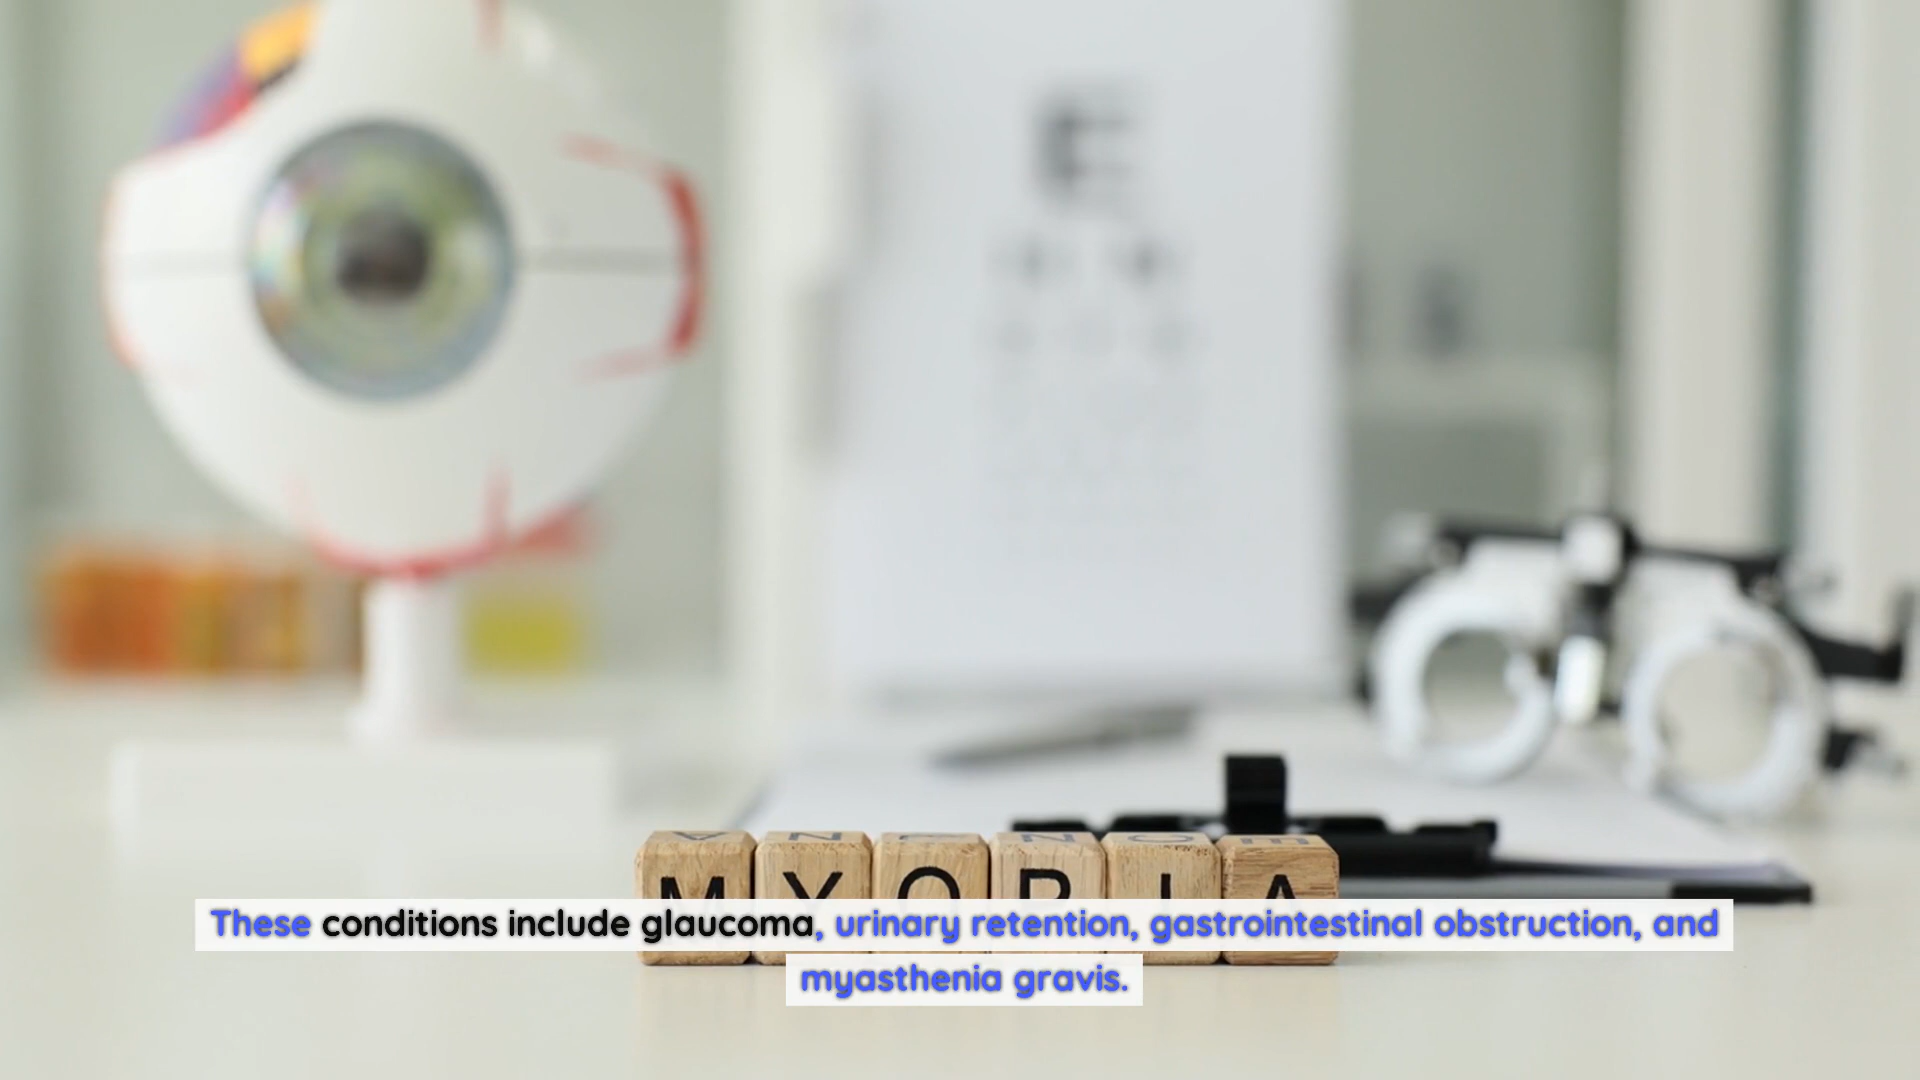 E
MYOPIA
These conditions include glaucoma, urinary retention, gastrointestinal obstruction, and
myasthenia gravis.